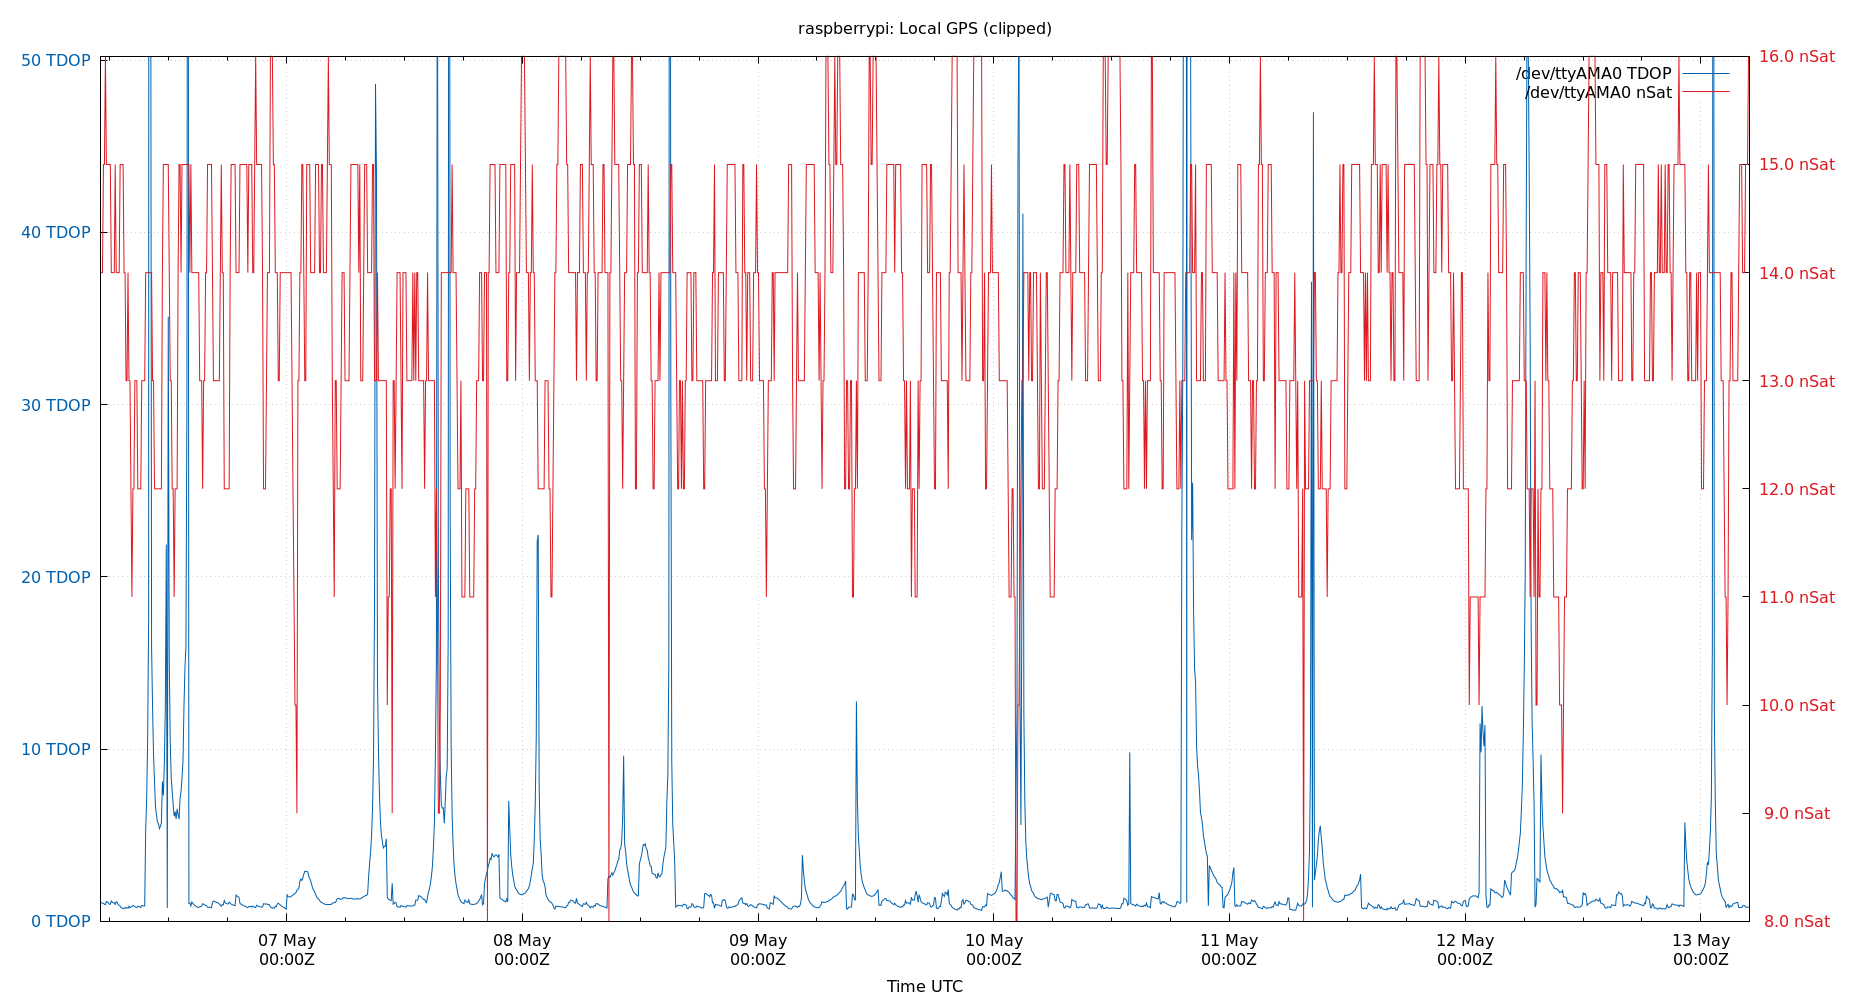 raspberrypi: Local GPS (clipped)
50 TDOP
40 TDOP
30 TDOP
20 TDOP
10 TDOP
0 TDOP
/dev/ttyAMA0 TDOP
/dev/ttyAMA0 nSat
16.0 nSat
15.0 nSat
14.0 nSat
13.0 nSat
12.0 nSat
11.0 nSat
10.0 nSat
9.0 nSat
8.0 nSat
07 May
00:00Z
08 May
00:00Z
09 May
00:00Z
10 May
00:00Z
11 May
00:00Z
12 May
00:00Z
13 May
00:00Z
Time UTC